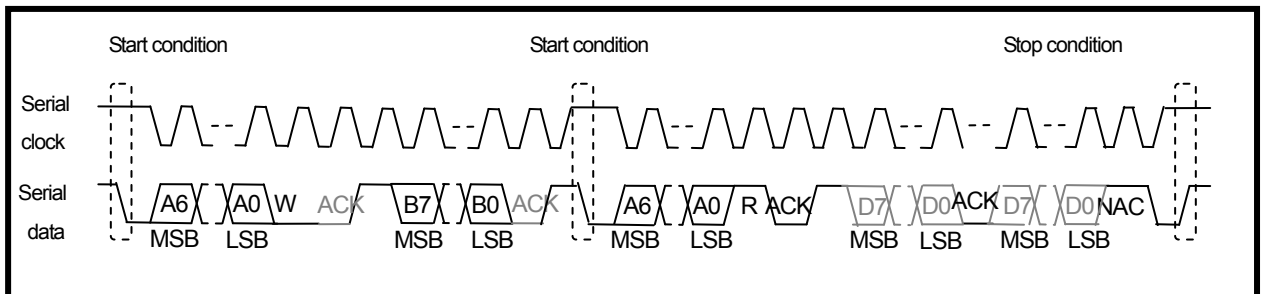 Start condition Start condition Stop condition
Serial
clock
Serial
data
A6 A0 W ACK B7 B0 ACK A6 A0 R ACK D7 D0 ACK D7 D0 NAC
MSB LSB MSB LSB MSB LSB MSB LSB MSB LSB